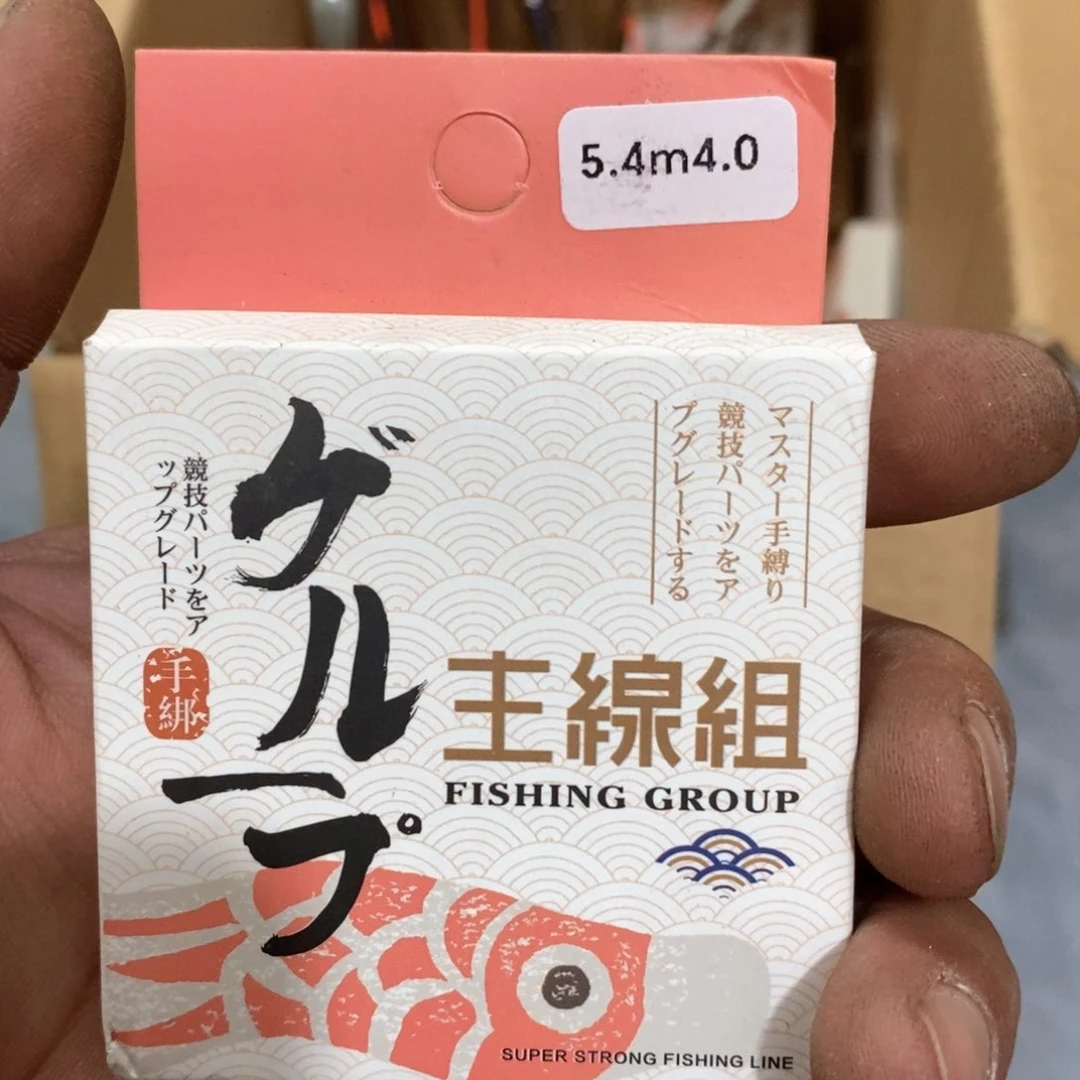 5.4m4.0
マスター手縛り
競技パーツをア
プグレードする
ゲループ
競技パーツをア
ップグレード
手綁
主線組
FISHING GROUP
SUPER STRONG FISHING LINE